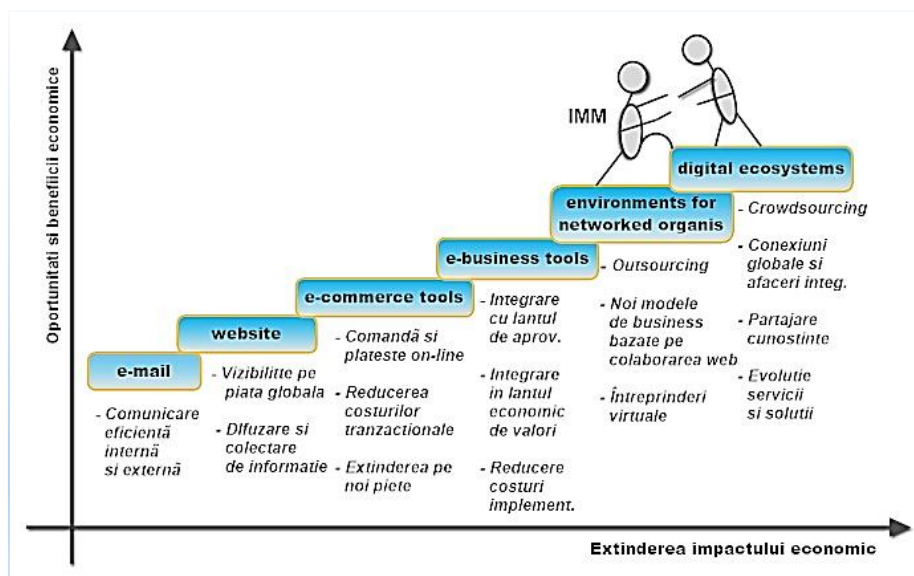 Oportunitati si benefiicii economice
IMM
digital ecosystems
- Crowdsourcing
- Conexiuni
globale si
afaceri integ.
- Partajare
cunostinte
- Evolutie
servicii
si solutii
environments for
networked organis
- Outsourcing
- Noi modele
de business
bazate pe
colaborarea web
- Întreprinderi
virtuale
e-business tools
- Integrare
cu lantul
de aprov.
- Integrare
in lantul
economic
de valori
- Reducere
costuri
implement.
e-commerce tools
- Comandă si
plateste on-line
- Reducerea
costurilor
tranzactionale
- Extinderea pe
noi piete
website
- Vizibilitte pe
piata globala
- DIfuzare si
colectare
de informatie
e-mail
- Comunicare
eficientă
internă
si externă
Extinderea impactului economic